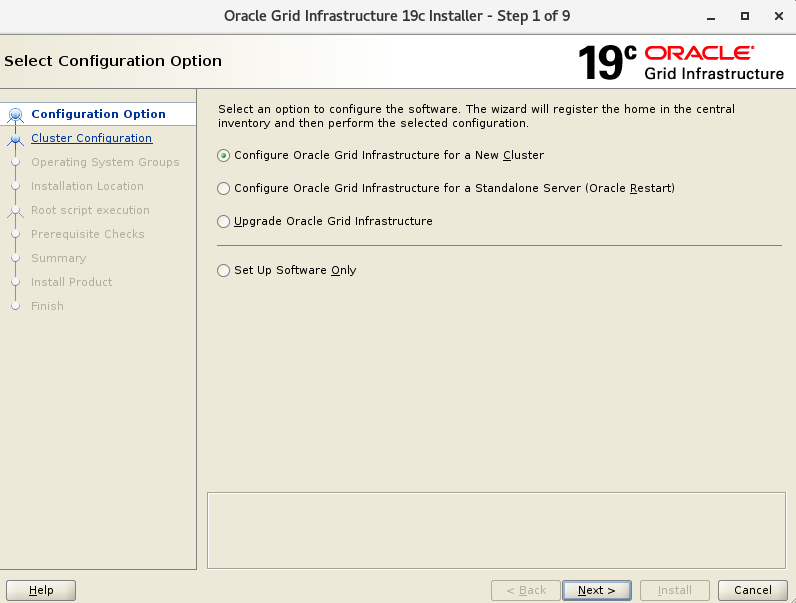 Oracle Grid Infrastructure 19c Installer - Step 1 of 9
Select Configuration Option
19c ORACLE
Grid Infrastructure
Configuration Option
Cluster Configuration
Operating System Groups
Installation Location
Root script execution
Prerequisite Checks
Summary
Install Product
Finish
Select an option to configure the software. The wizard will register the home in the central
inventory and then perform the selected configuration.
Configure Oracle Grid Infrastructure for a New Cluster
Configure Oracle Grid Infrastructure for a Standalone Server (Oracle Restart)
Upgrade Oracle Grid Infrastructure
Set Up Software Only
Help
< Back
Next >
Install
Cancel